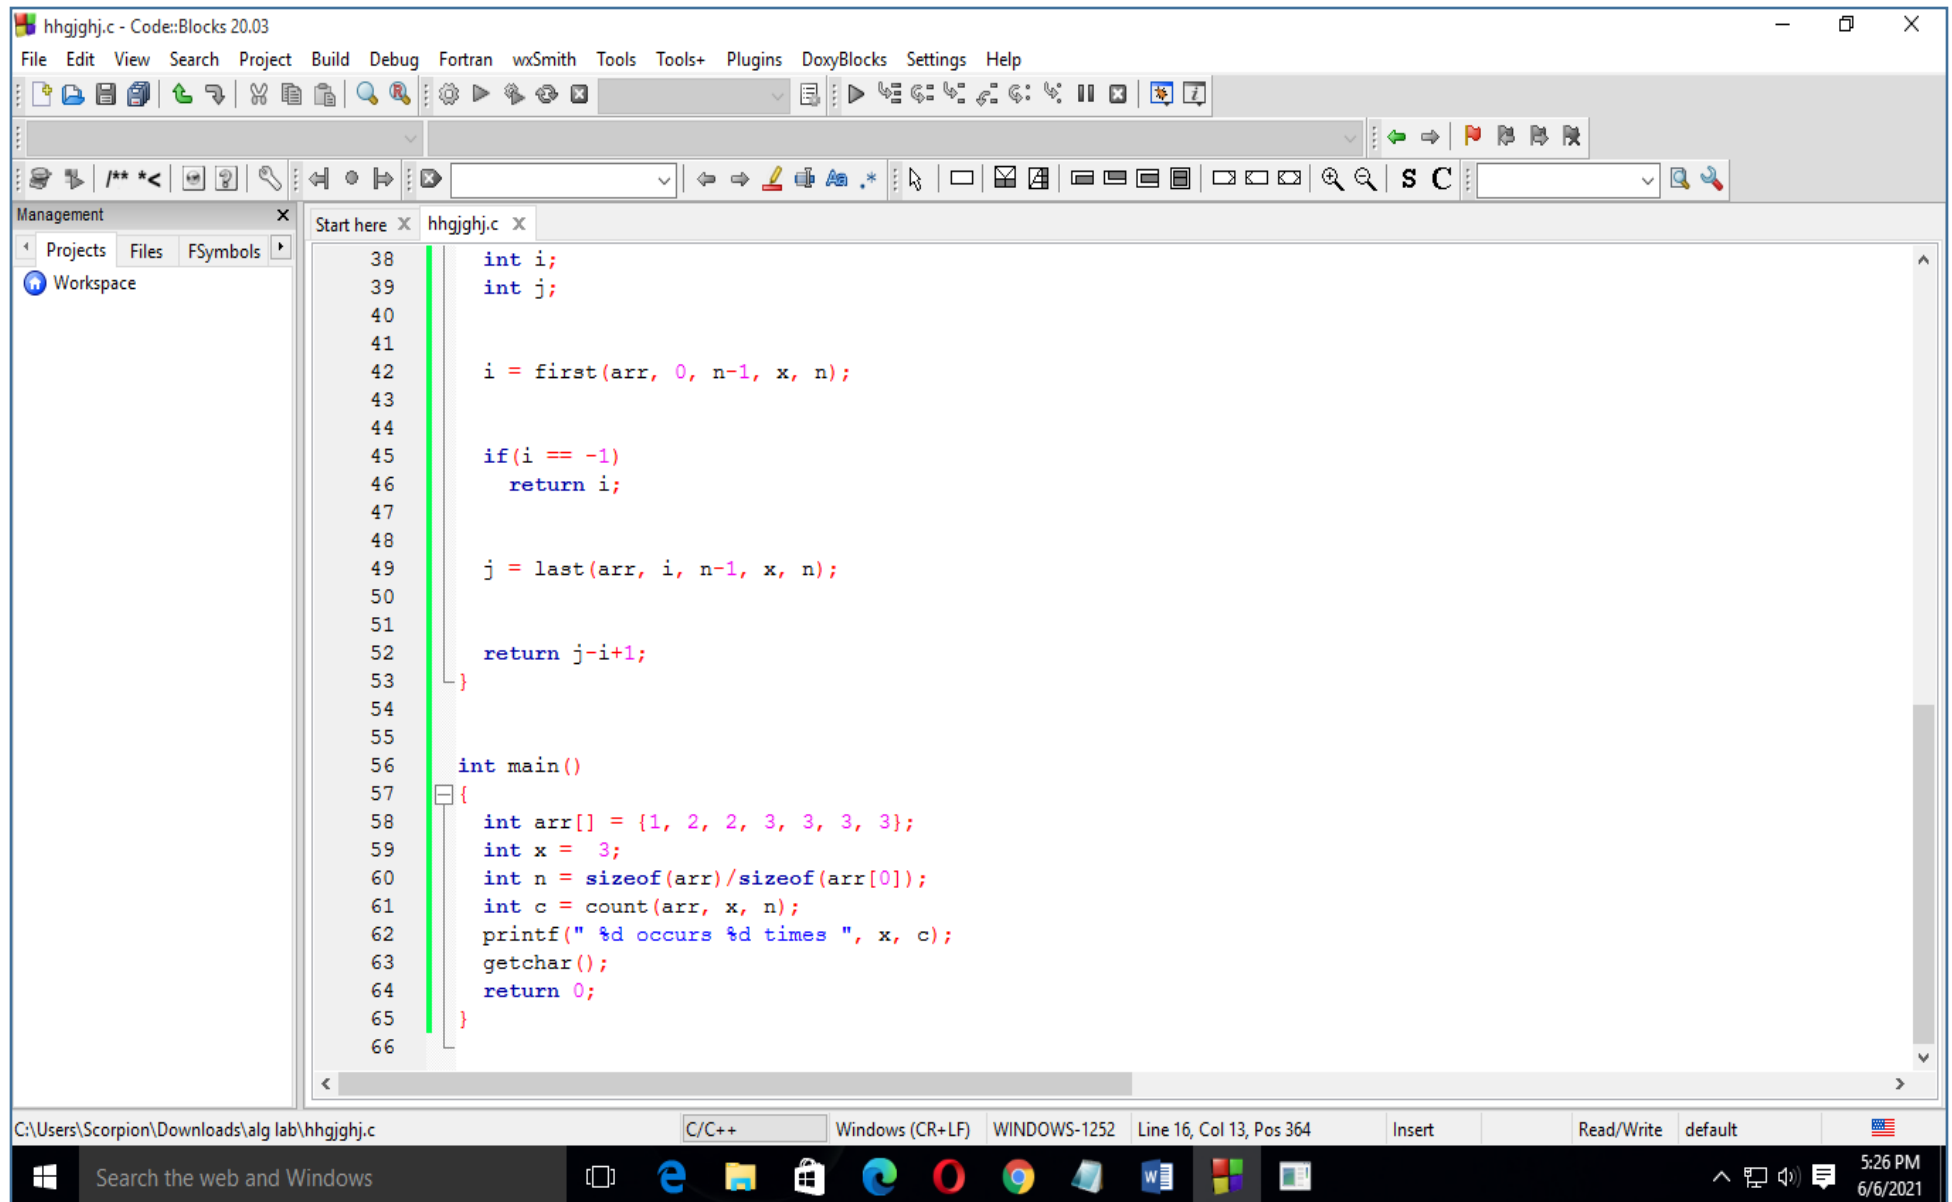 hhgjghj.c - Code::Blocks 20.03
File Edit View Search Project Build Debug Fortran wxSmith Tools Tools+ Plugins DoxyBlocks Settings Help
/** *<
S C
Management
Projects Files FSymbols
Workspace
Start here hhgjghj.c
38 int i;
39 int j;
40
41
42 i = first(arr, 0, n-1, x, n);
43
44
45 if(i == -1)
46 return i;
47
48
49 j = last(arr, i, n-1, x, n);
50
51
52 return j-i+1;
53 }
54
55
56 int main()
57 {
58 int arr[] = {1, 2, 2, 3, 3, 3, 3};
59 int x =  3;
60 int n = sizeof(arr)/sizeof(arr[0]);
61 int c = count(arr, x, n);
62 printf(" %d occurs %d times ", x, c);
63 getchar();
64 return 0;
65 }
66
C:\Users\Scorpion\Downloads\alg lab\hhgjghj.c C/C++ Windows (CR+LF) WINDOWS-1252 Line 16, Col 13, Pos 364 Insert Read/Write default
Search the web and Windows
5:26 PM
6/6/2021